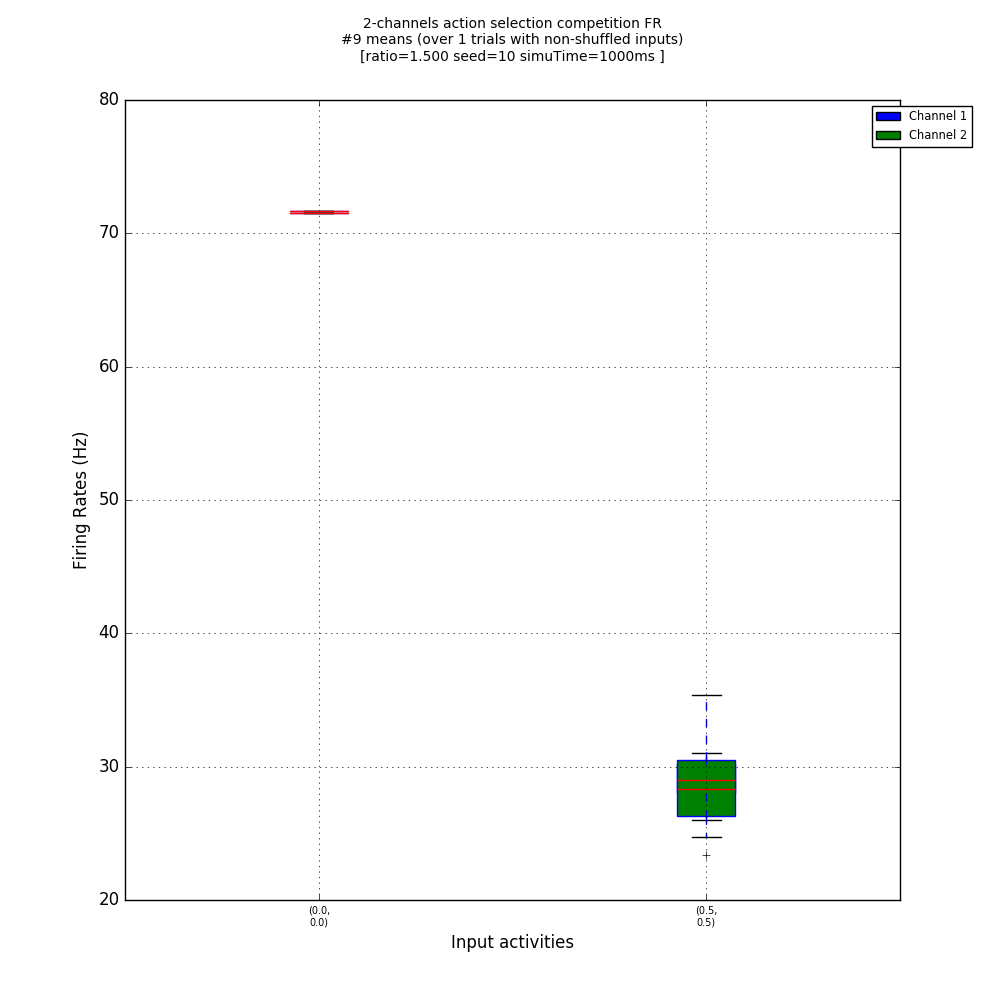 2-channels action selection competition FR
#9 means (over 1 trials with non-shuffled inputs)
[ratio=1.500 seed=10 simuTime=1000ms ]
Channel 1
Channel 2
80
70
60
50
40
30
20
Firing Rates (Hz)
(0.0,
0.0)
(0.5,
0.5)
Input activities